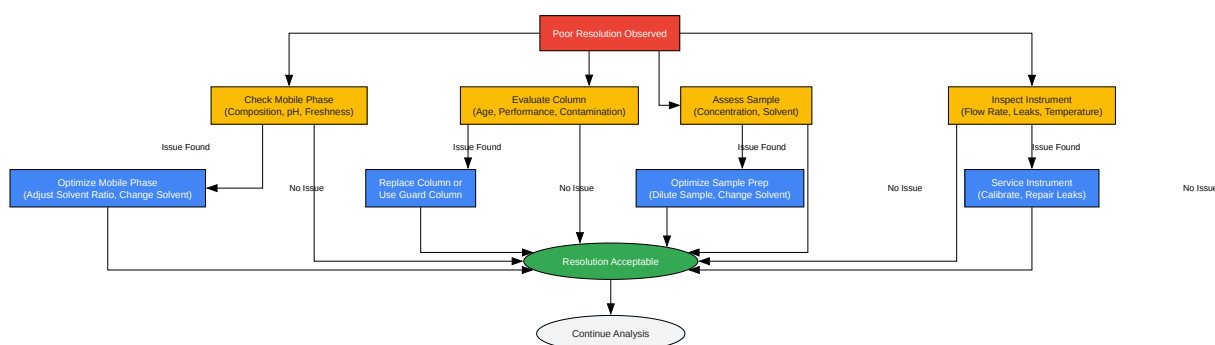 Poor Resolution Observed
Check Mobile Phase
(Composition, pH, Freshness)
Evaluate Column
(Age, Performance, Contamination)
Assess Sample
(Concentration, Solvent)
Inspect Instrument
(Flow Rate, Leaks, Temperature)
Issue Found
Issue Found
Issue Found
Issue Found
Optimize Mobile Phase
(Adjust Solvent Ratio, Change Solvent)
No Issue
Replace Column or
Use Guard Column
No Issue
Optimize Sample Prep
(Dilute Sample, Change Solvent)
No Issue
Service Instrument
(Calibrate, Repair Leaks)
No Issue
Resolution Acceptable
Continue Analysis